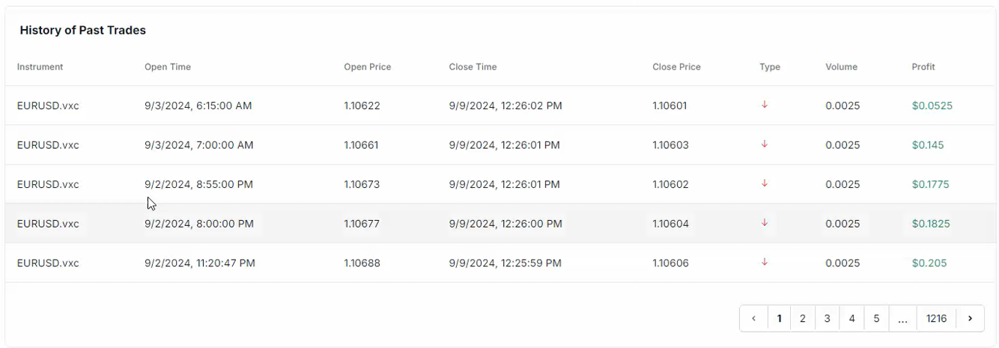 History of Past Trades
Instrument Open Time Open Price Close Time Close Price Type Volume Profit
EURUSD.vxc 9/3/2024, 6:15:00 AM 1.10622 9/9/2024, 12:26:02 PM 1.10601 ↓ 0.0025 $0.0525
EURUSD.vxc 9/3/2024, 7:00:00 AM 1.10661 9/9/2024, 12:26:01 PM 1.10603 ↓ 0.0025 $0.145
EURUSD.vxc 9/2/2024, 8:55:00 PM 1.10673 9/9/2024, 12:26:01 PM 1.10602 ↓ 0.0025 $0.1775
EURUSD.vxc 9/2/2024, 8:00:00 PM 1.10677 9/9/2024, 12:26:00 PM 1.10604 ↓ 0.0025 $0.1825
EURUSD.vxc 9/2/2024, 11:20:47 PM 1.10688 9/9/2024, 12:25:59 PM 1.10606 ↓ 0.0025 $0.205
‹ 1 2 3 4 5 ... 1216 ›